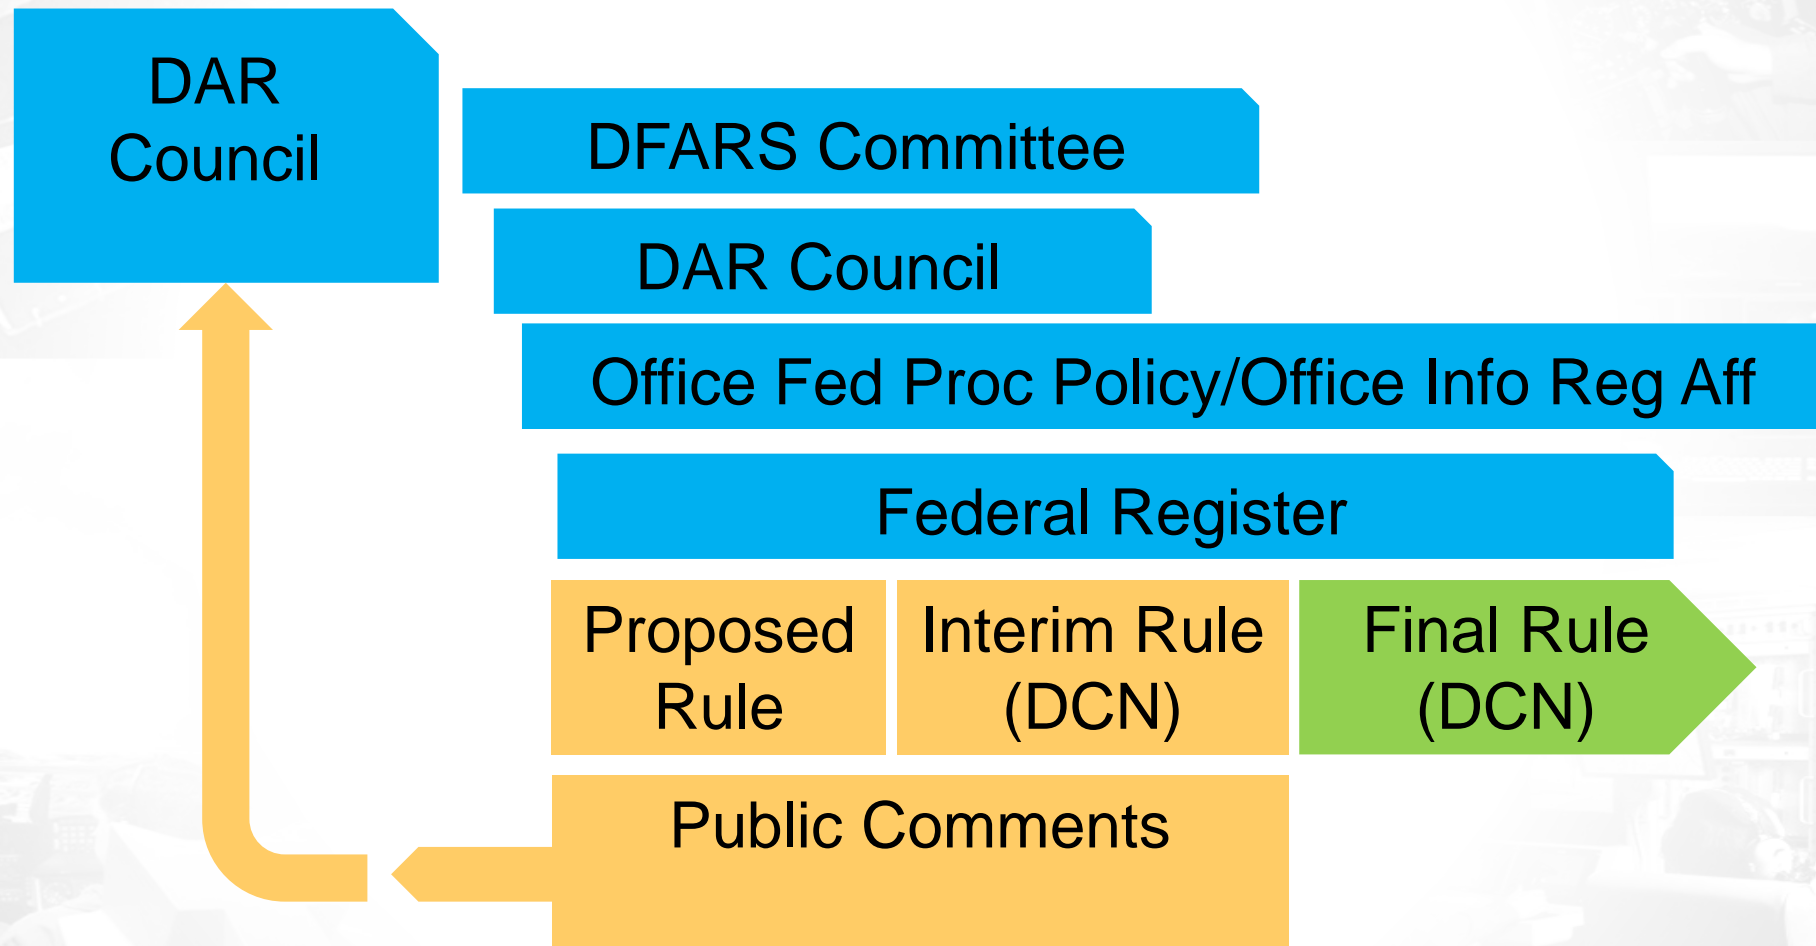 DAR
Council
DFARS Committee
DAR Council
Office Fed Proc Policy/Office Info Reg Aff
Federal Register
Proposed
Rule
Interim Rule
(DCN)
Final Rule
(DCN)
Public Comments